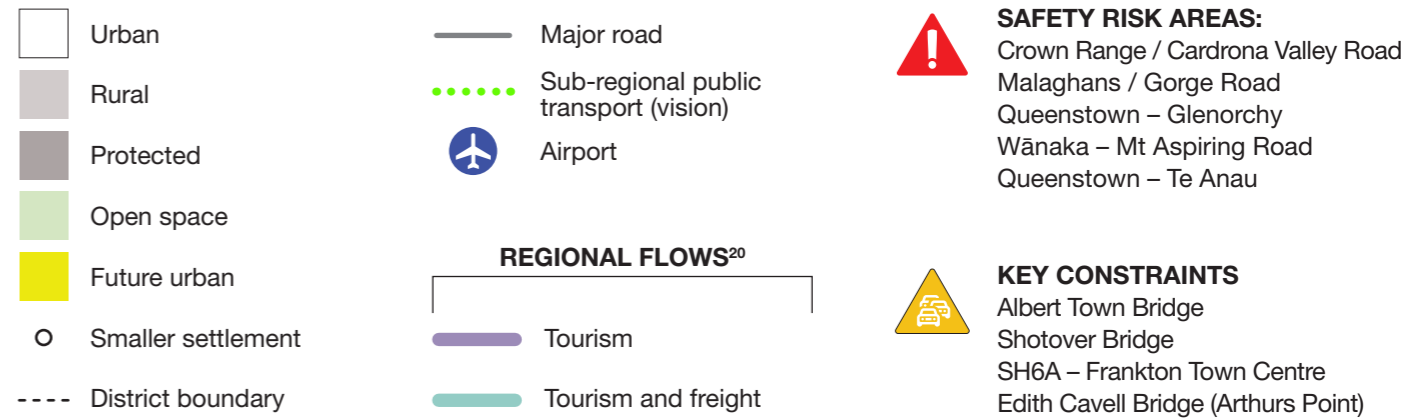 Urban
Rural
Protected
Open space
Future urban
Smaller settlement
District boundary
Major road
Sub-regional public
transport (vision)
Airport
REGIONAL FLOWS²⁰
Tourism
Tourism and freight
SAFETY RISK AREAS:
Crown Range / Cardrona Valley Road
Malaghans / Gorge Road
Queenstown – Glenorchy
Wānaka – Mt Aspiring Road
Queenstown – Te Anau
KEY CONSTRAINTS
Albert Town Bridge
Shotover Bridge
SH6A – Frankton Town Centre
Edith Cavell Bridge (Arthurs Point)